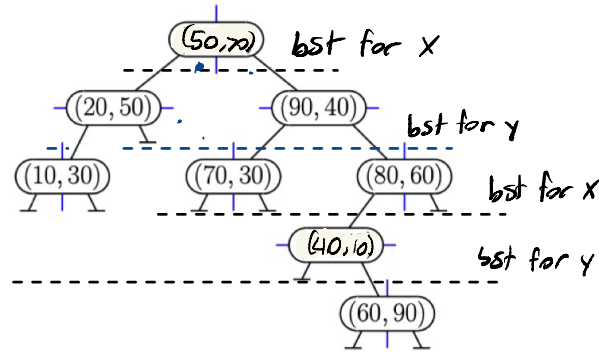 (50,70) bst for X
(20, 50) (90, 40)
bst for y
(10, 30) (70, 30) (80, 60)
bst for X
(40,10)
bst for y
(60, 90)